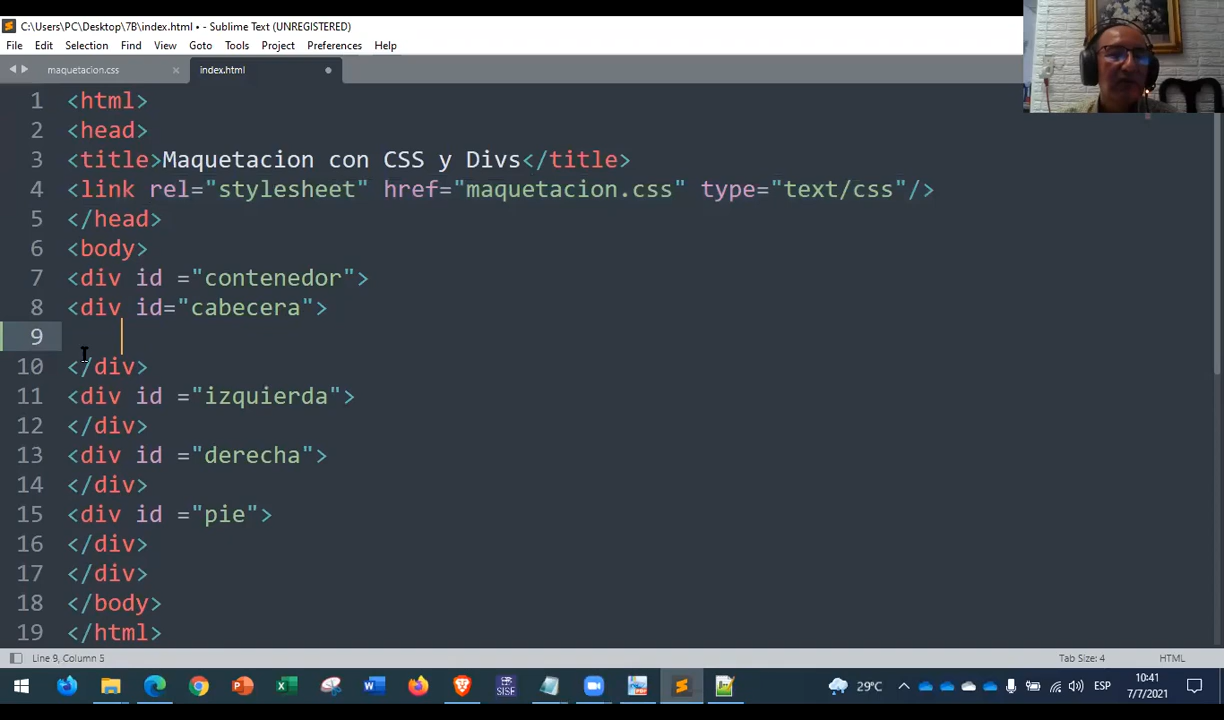 C:\Users\PC\Desktop\7B\index.html • - Sublime Text (UNREGISTERED)
File Edit Selection Find View Goto Tools Project Preferences Help
maquetacion.css × index.html
1 <html>
2 <head>
3 <title>Maquetacion con CSS y Divs</title>
4 <link rel="stylesheet" href="maquetacion.css" type="text/css"/>
5 </head>
6 <body>
7 <div id ="contenedor">
8 <div id="cabecera">
9
10 </div>
11 <div id ="izquierda">
12 </div>
13 <div id ="derecha">
14 </div>
15 <div id ="pie">
16 </div>
17 </div>
18 </body>
19 </html>
Line 9, Column 5 Tab Size: 4 HTML
SISE 29°C ESP 10:41
7/7/2021